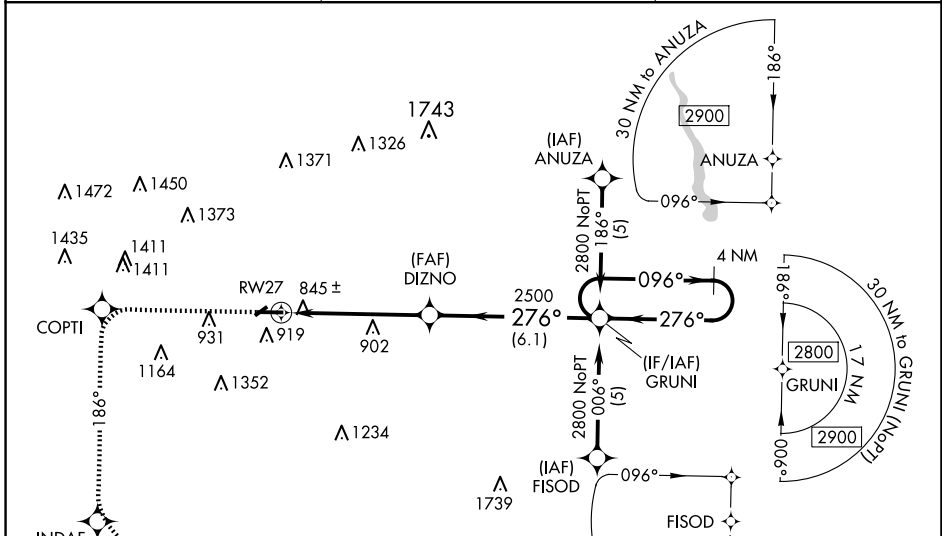 30 NM to ANUZA
186°
2900
ANUZA
096°
1743
1326
1371
(IAF)
ANUZA
1472
1450
1373
1435
1411
1411
2800 NoPT
186°
(5)
4 NM
096°
(FAF)
DIZNO
RW27
845 ±
2500
276°
(6.1)
276°
COPTI
931
919
902
(IF/IAF)
GRUNI
186°
30 NM to GRUNI (NoPT)
2800
17 NM
GRUNI
2900
006°
1164
1352
2800 NoPT
006°
(5)
186°
1234
(IAF)
FISOD
1739
096°
FISOD
INDAE